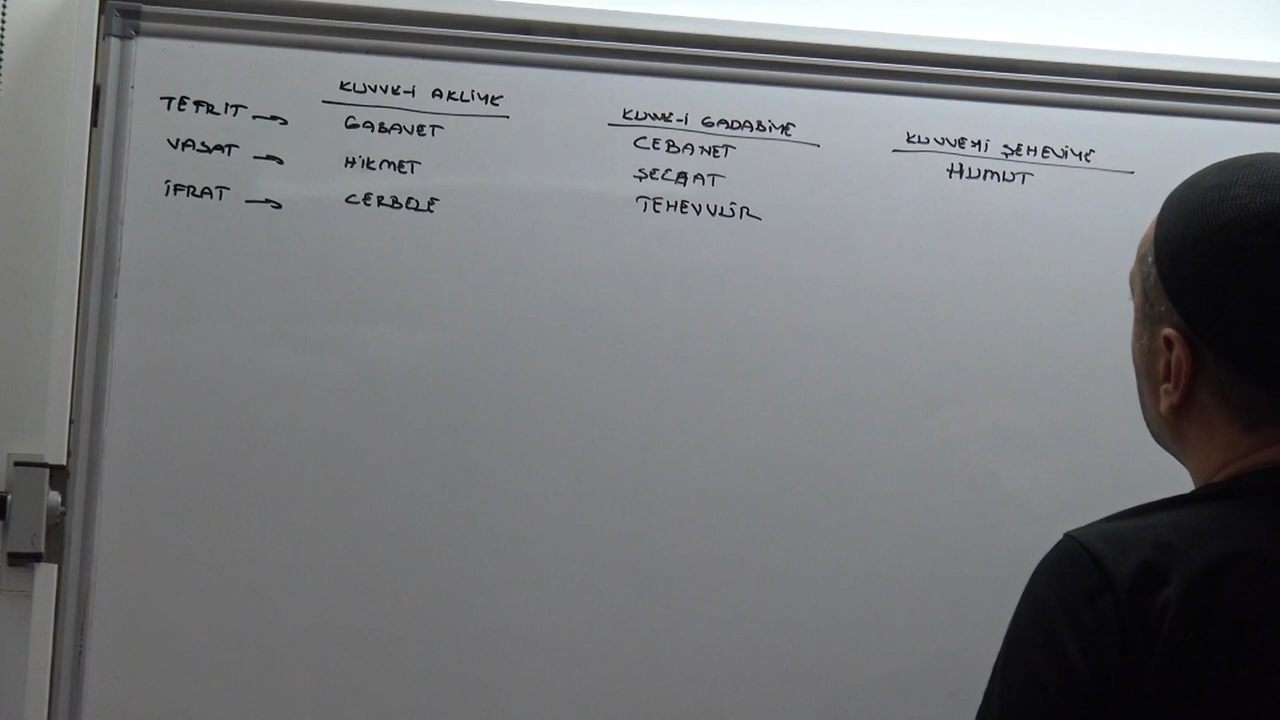 KUVVE-İ AKLİYE
TEFRİT → GABAVET
VASAT → HİKMET
İFRAT → CERBEZE
KUVVE-İ GADABİYE
CEBANET
ŞECAAT
TEHEVVÜR
KUVVE-İ ŞEHEVİYE
HUMUT